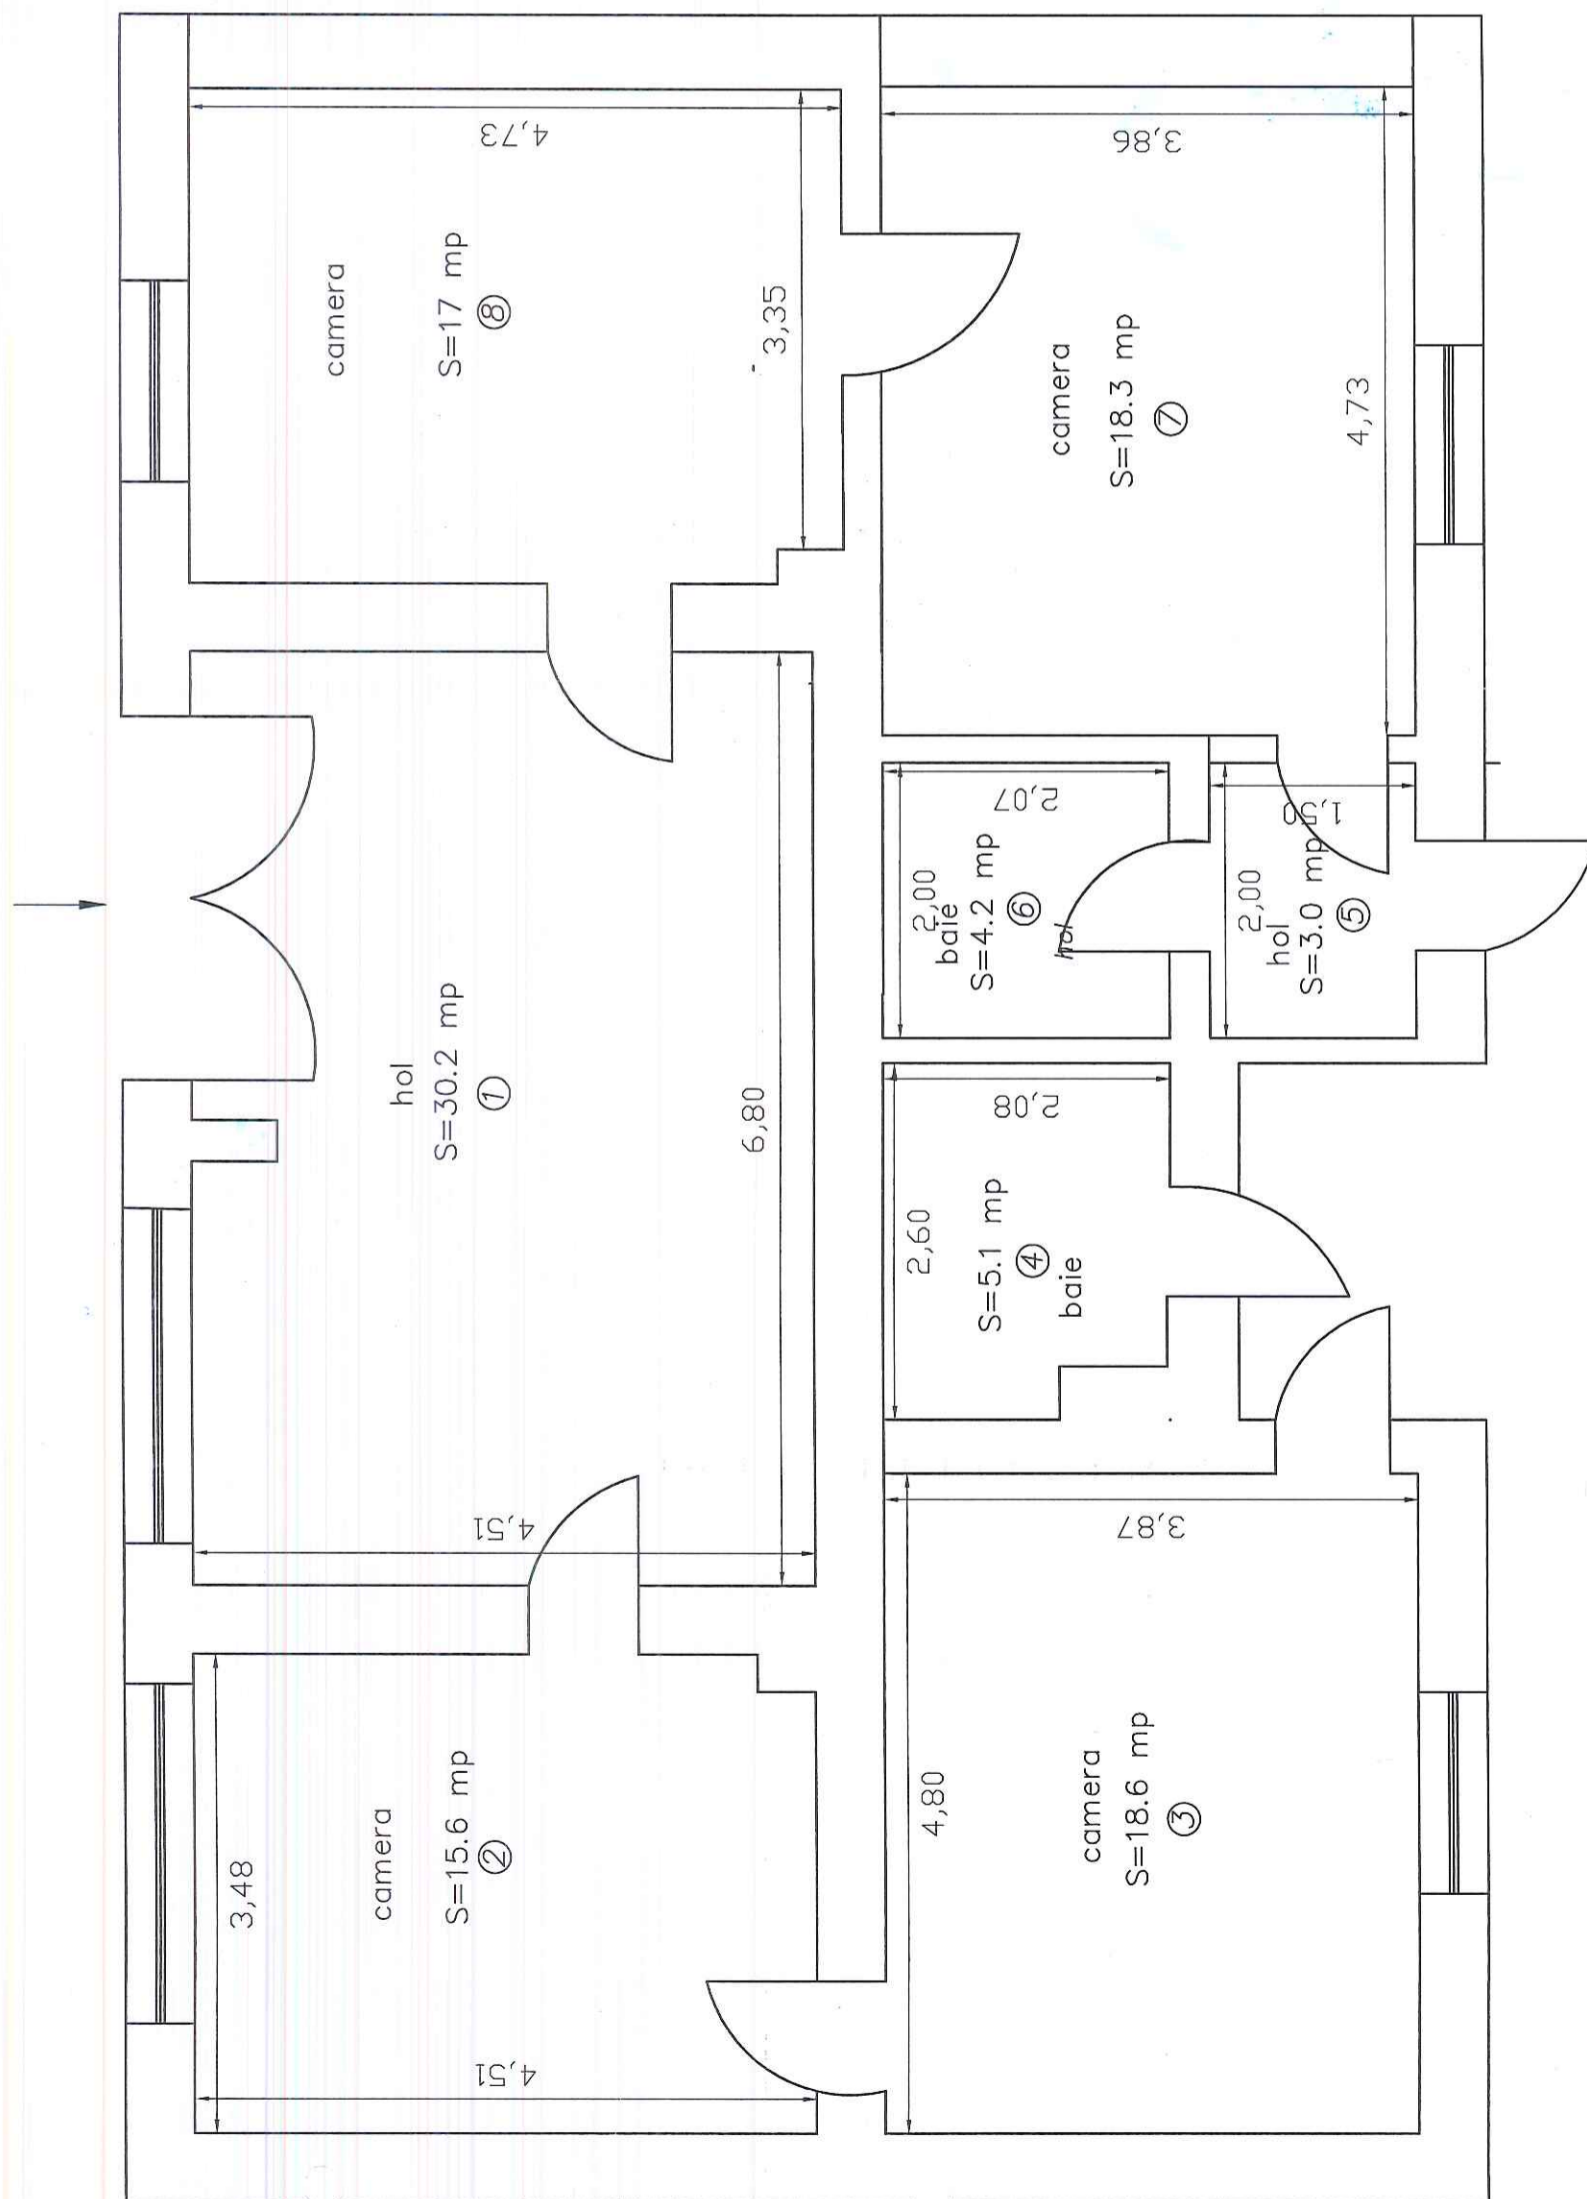 camera
S=17 mp
8
4,73
3,35
camera
S=18.3 mp
7
3,86
4,73
hol
S=30.2 mp
1
6,80
4,51
2,00
baie
S=4.2 mp
6
2,07
hol
2,00
hol
S=3.0 mp
5
1,50
2,60
S=5.1 mp
4
baie
2,08
camera
S=15.6 mp
2
3,48
4,51
camera
S=18.6 mp
3
4,80
3,87